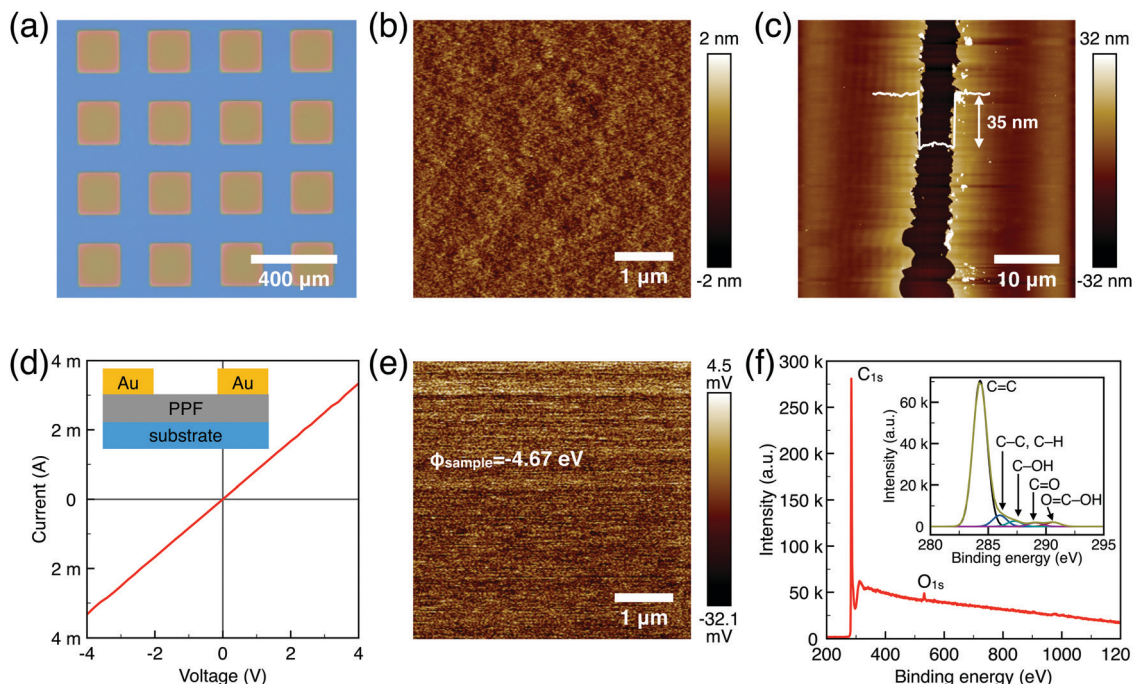 (a)
400 µm
(b)
1 µm
2 nm
-2 nm
(c)
35 nm
10 µm
32 nm
-32 nm
(d)
4 m
2 m
0
2 m
4 m
Current (A)
-4 -2 0 2 4
Voltage (V)
Au Au
PPF
substrate
(e)
Φsample=-4.67 eV
1 µm
4.5
mV
-32.1
mV
(f)
300 k
250 k
200 k
150 k
100 k
50 k
0
Intensity (a.u.)
200 400 600 800 1000 1200
Binding energy (eV)
C1s
O1s
60 k
40 k
20 k
0
Intensity (a.u.)
280 285 290 295
Binding energy (eV)
C=C
C–C, C–H
C–OH
C=O
O=C–OH